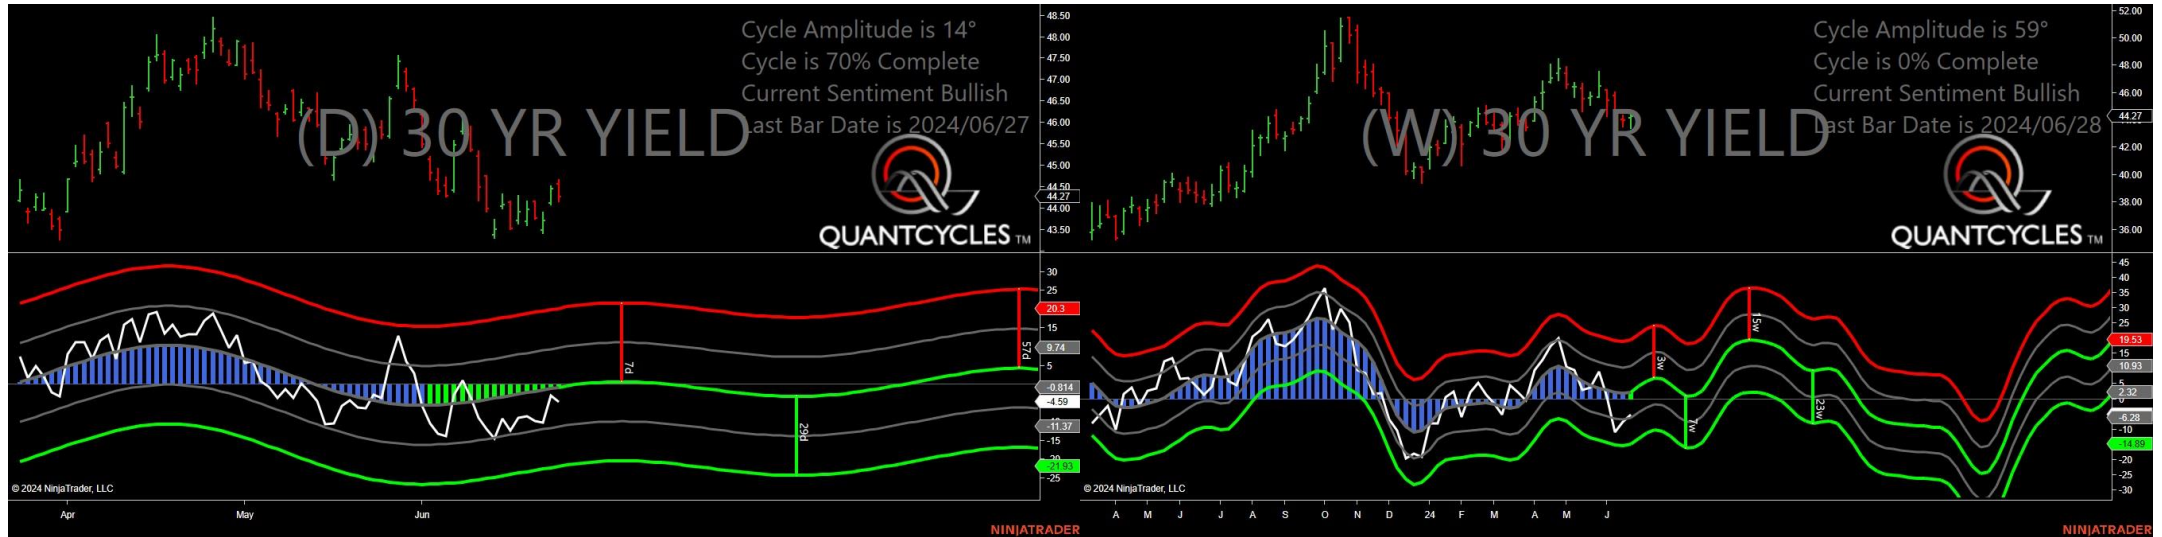 Cycle Amplitude is 14°
Cycle is 70% Complete
Current Sentiment Bullish
Last Bar Date is 2024/06/27
(D) 30 YR YIELD
QUANTCYCLES TM
48.50
48.00
47.50
47.00
46.50
46.00
45.50
45.00
44.50
44.27
44.00
43.50
30
25
20.3
15
9.74
5
-0.814
-4.59
-11.37
-15
-20
-21.93
-25
7d
29d
57d
© 2024 NinjaTrader, LLC
Apr
May
Jun
NINJATRADER
Cycle Amplitude is 59°
Cycle is 0% Complete
Current Sentiment Bullish
Last Bar Date is 2024/06/28
(W) 30 YR YIELD
QUANTCYCLES TM
52.00
50.00
48.00
46.00
44.27
42.00
40.00
38.00
36.00
45
40
35
30
25
19.53
15
10.93
5
2.32
0
-6.28
-10
-14.89
-20
-25
-30
3w
7w
15w
23w
© 2024 NinjaTrader, LLC
A M J J A S O N D 24 F M A M J
NINJATRADER